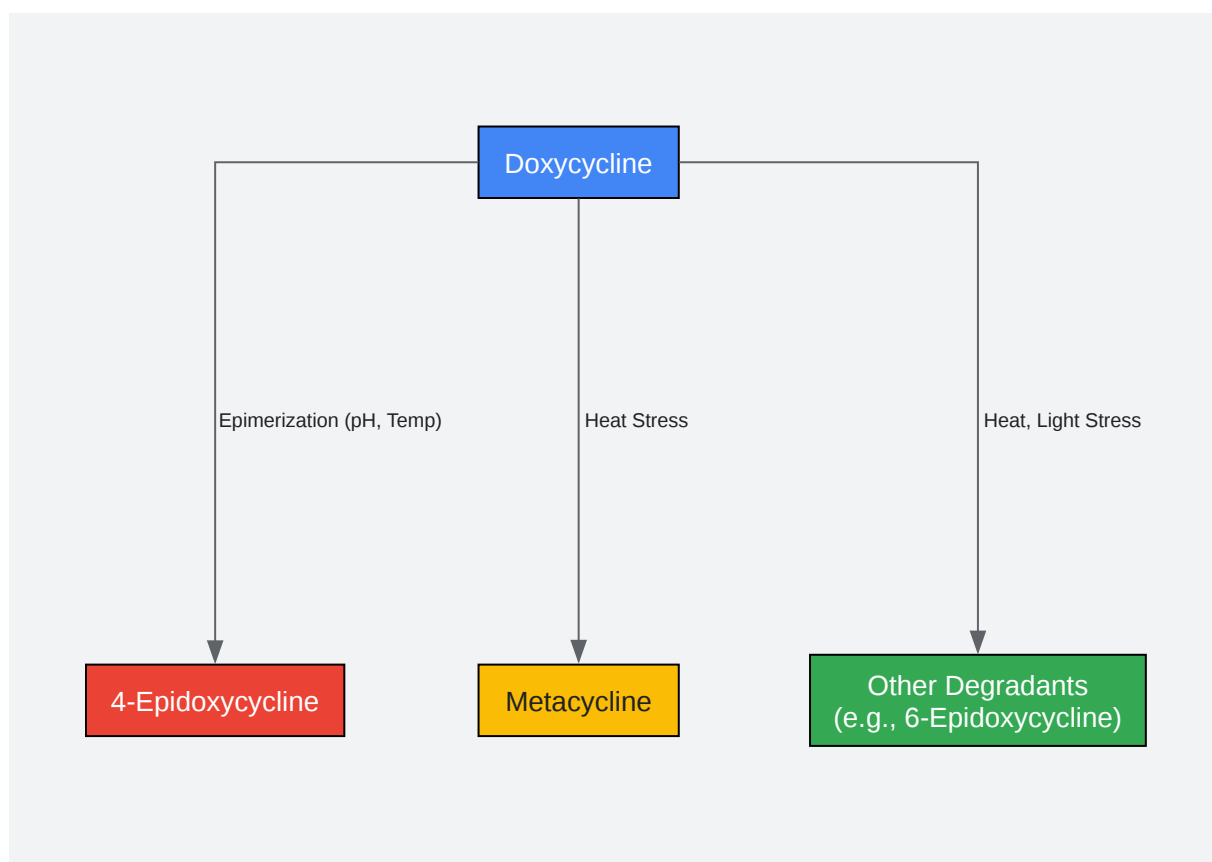 Doxycycline
Epimerization (pH, Temp)
Heat Stress
Heat, Light Stress
4-Epidoxycycline
Metacycline
Other Degradants
(e.g., 6-Epidoxycycline)